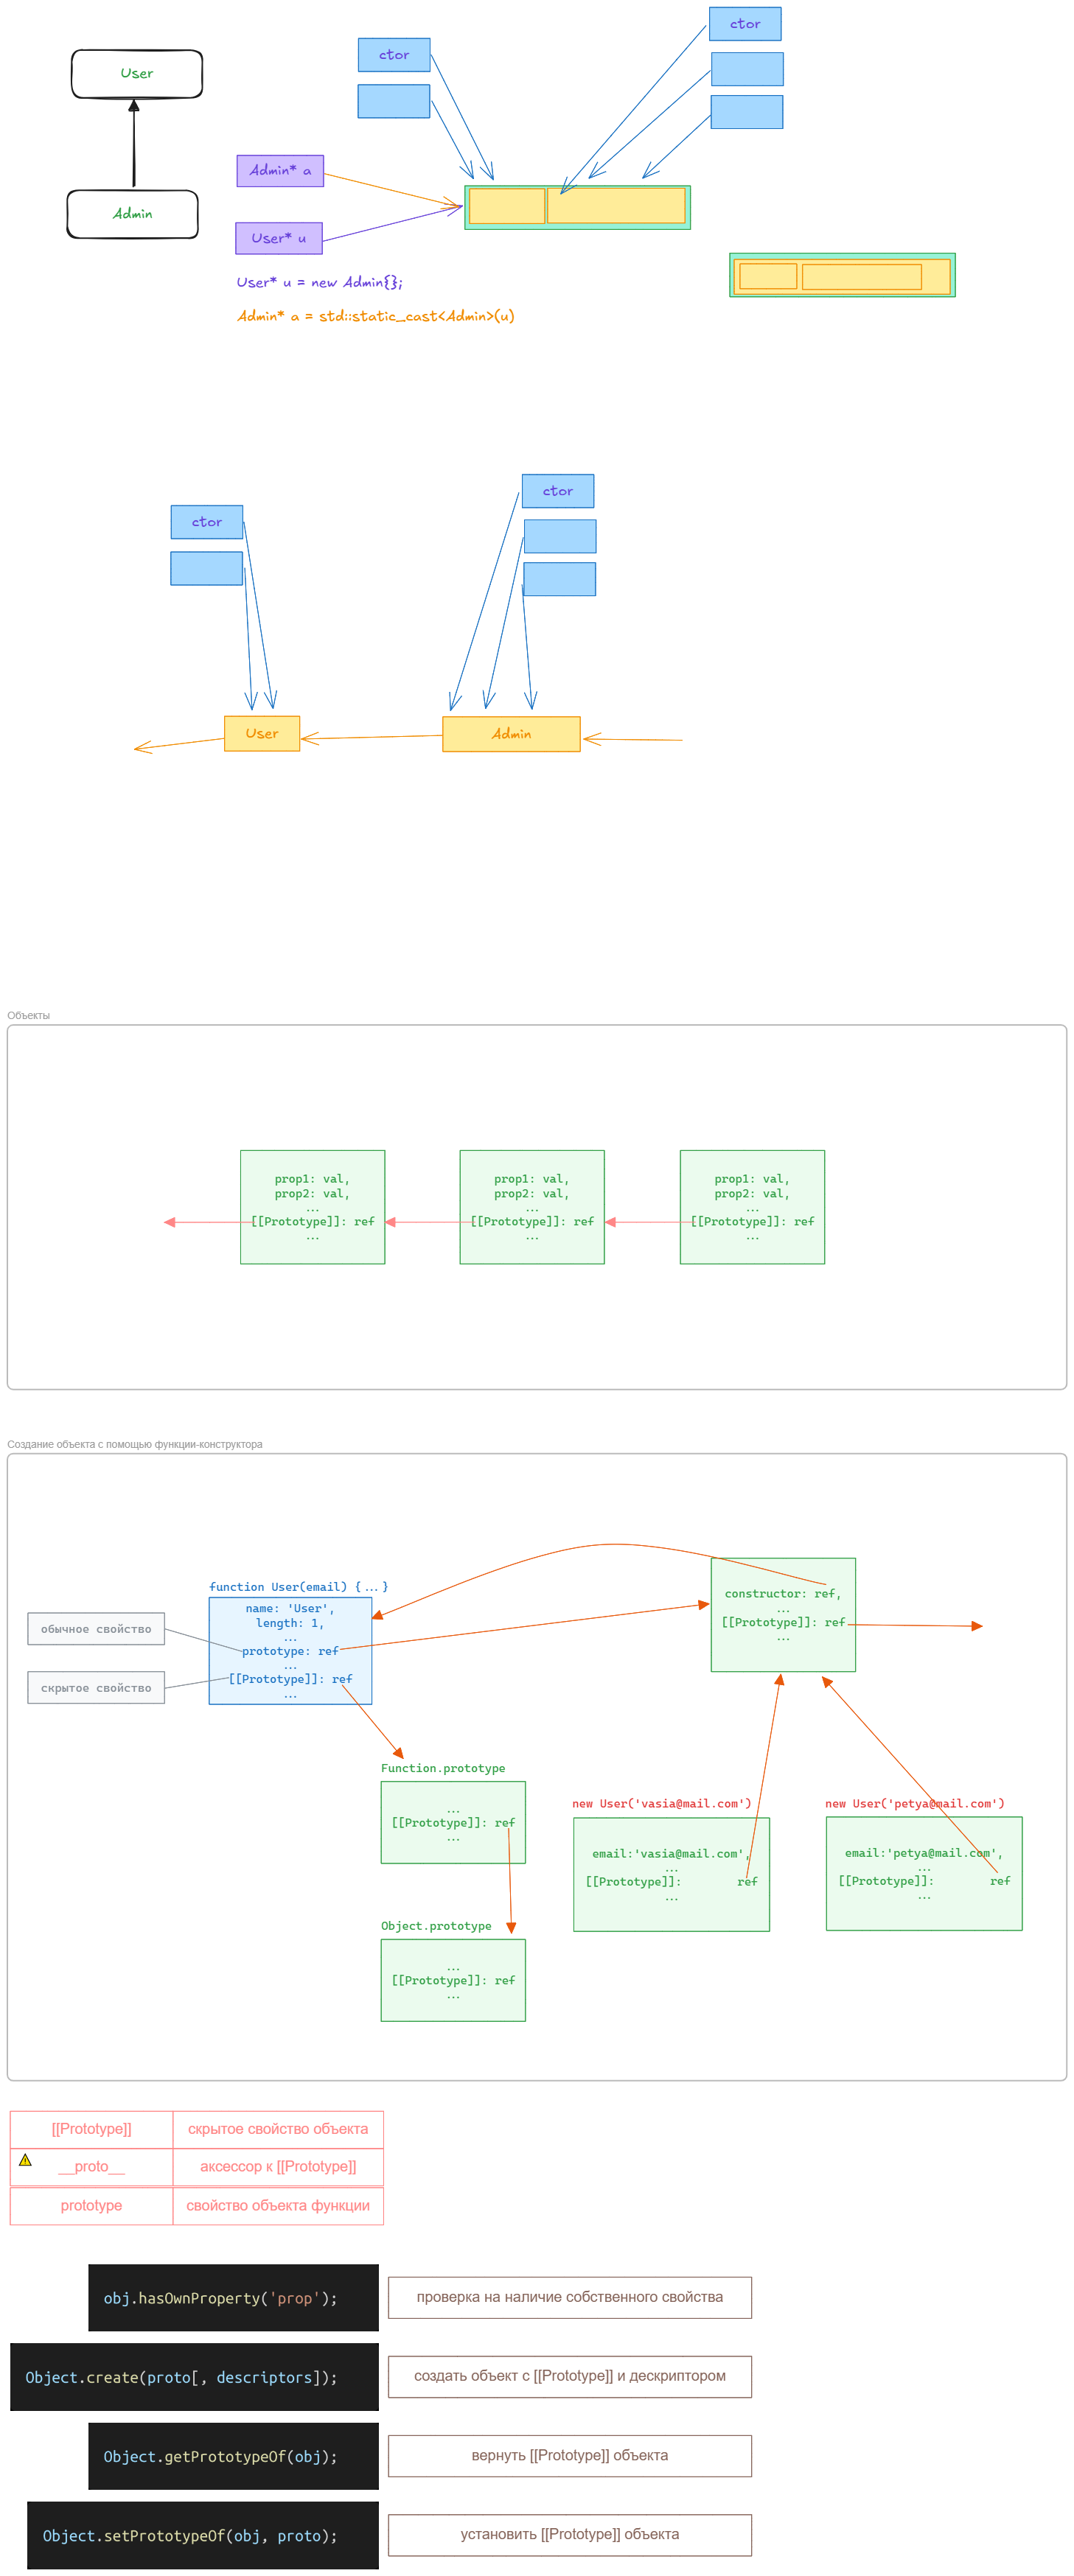 User
Admin
ctor
ctor
Admin* a
User* u
User* u = new Admin{};
Admin* a = std::static_cast<Admin>(u)
ctor
ctor
User
Admin
Объекты
prop1: val,
prop2: val,
...
[[Prototype]]: ref
...
prop1: val,
prop2: val,
...
[[Prototype]]: ref
...
prop1: val,
prop2: val,
...
[[Prototype]]: ref
...
Создание объекта с помощью функции-конструктора
function User(email) {...}
name: 'User',
length: 1,
...
prototype: ref
...
[[Prototype]]: ref
...
обычное свойство
скрытое свойство
constructor: ref,
...
[[Prototype]]: ref
...
Function.prototype
...
[[Prototype]]: ref
...
Object.prototype
...
[[Prototype]]: ref
...
new User('vasia@mail.com')
email:'vasia@mail.com',
...
[[Prototype]]: ref
...
new User('petya@mail.com')
email:'petya@mail.com',
...
[[Prototype]]: ref
...
[[Prototype]] скрытое свойство объекта
__proto__ аксессор к [[Prototype]]
prototype свойство объекта функции
obj.hasOwnProperty('prop'); проверка на наличие собственного свойства
Object.create(proto[, descriptors]); создать объект с [[Prototype]] и дескриптором
Object.getPrototypeOf(obj); вернуть [[Prototype]] объекта
Object.setPrototypeOf(obj, proto); установить [[Prototype]] объекта